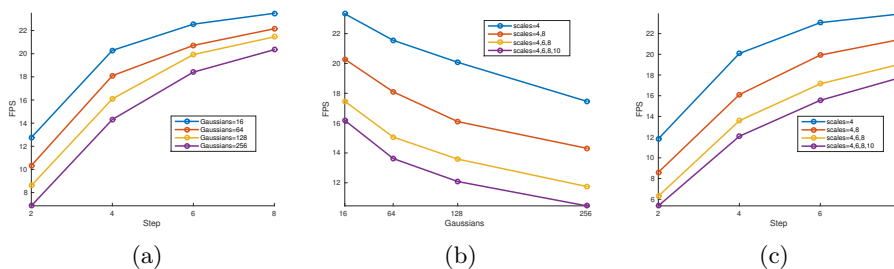 22
20
18
16
14
12
10
8
FPS
2
4
6
8
Step
Gaussians=16
Gaussians=64
Gaussians=128
Gaussians=256
(a)
22
20
18
16
14
12
FPS
16
64
128
256
Gaussians
scales=4
scales=4,8
scales=4,6,8
scales=4,6,8,10
(b)
22
20
18
16
14
12
10
8
6
FPS
2
4
6
Step
scales=4
scales=4,8
scales=4,6,8
scales=4,6,8,10
(c)